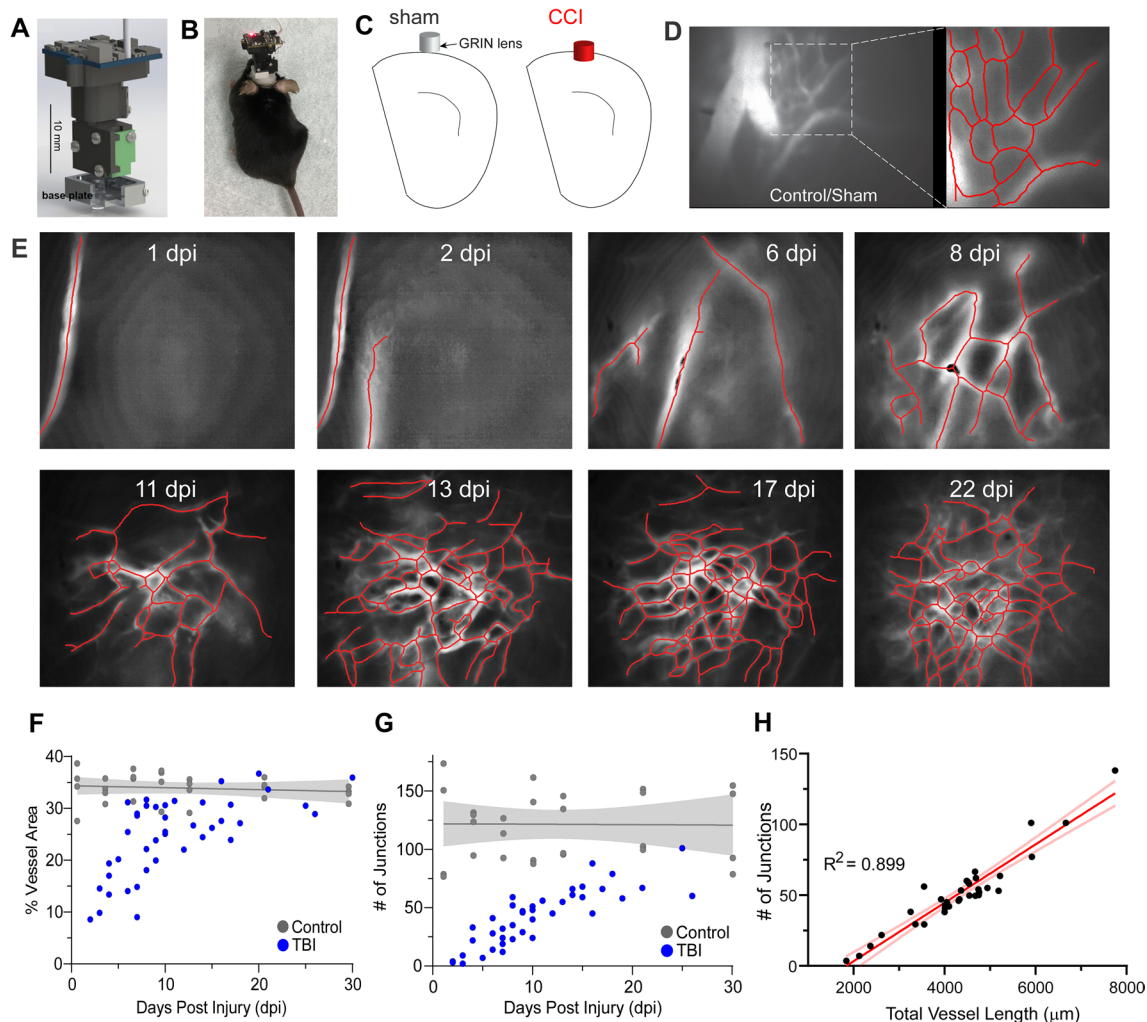 A
10 mm
base plate
B
C
sham
GRIN lens
CCI
D
Control/Sham
E
1 dpi
2 dpi
6 dpi
8 dpi
11 dpi
13 dpi
17 dpi
22 dpi
F
% Vessel Area
40
30
20
10
0
0
10
20
30
Control
TBI
Days Post Injury (dpi)
G
# of Junctions
150
125
100
75
50
25
0
0
10
20
30
Control
TBI
Days Post Injury (dpi)
H
# of Junctions
150
100
50
0
R² = 0.899
2000
4000
6000
8000
Total Vessel Length (μm)